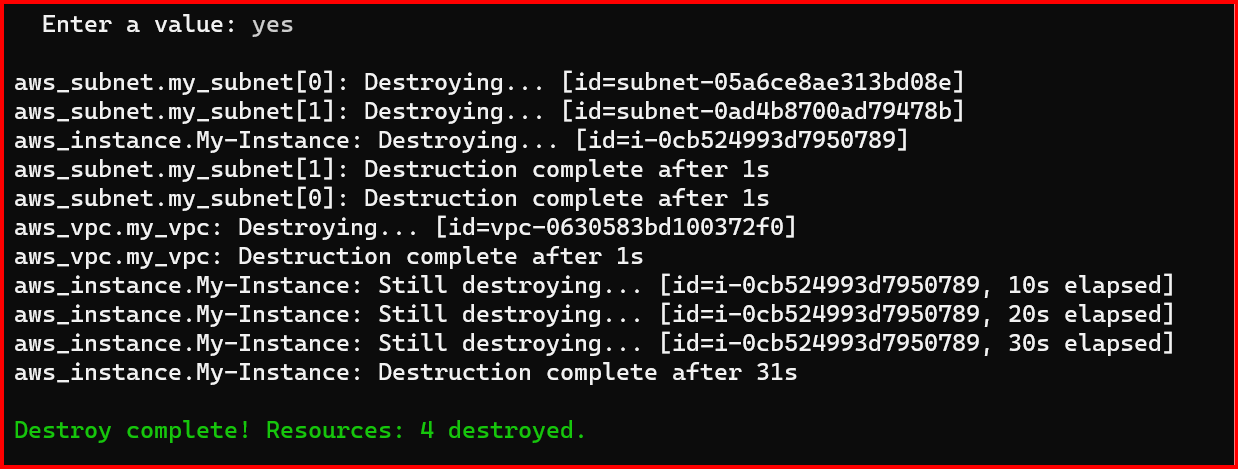 Enter a value: yes
aws_subnet.my_subnet[0]: Destroying... [id=subnet-05a6ce8ae313bd08e]
aws_subnet.my_subnet[1]: Destroying... [id=subnet-0ad4b8700ad79478b]
aws_instance.My-Instance: Destroying... [id=i-0cb524993d7950789]
aws_subnet.my_subnet[1]: Destruction complete after 1s
aws_subnet.my_subnet[0]: Destruction complete after 1s
aws_vpc.my_vpc: Destroying... [id=vpc-0630583bd100372f0]
aws_vpc.my_vpc: Destruction complete after 1s
aws_instance.My-Instance: Still destroying... [id=i-0cb524993d7950789, 10s elapsed]
aws_instance.My-Instance: Still destroying... [id=i-0cb524993d7950789, 20s elapsed]
aws_instance.My-Instance: Still destroying... [id=i-0cb524993d7950789, 30s elapsed]
aws_instance.My-Instance: Destruction complete after 31s
Destroy complete! Resources: 4 destroyed.